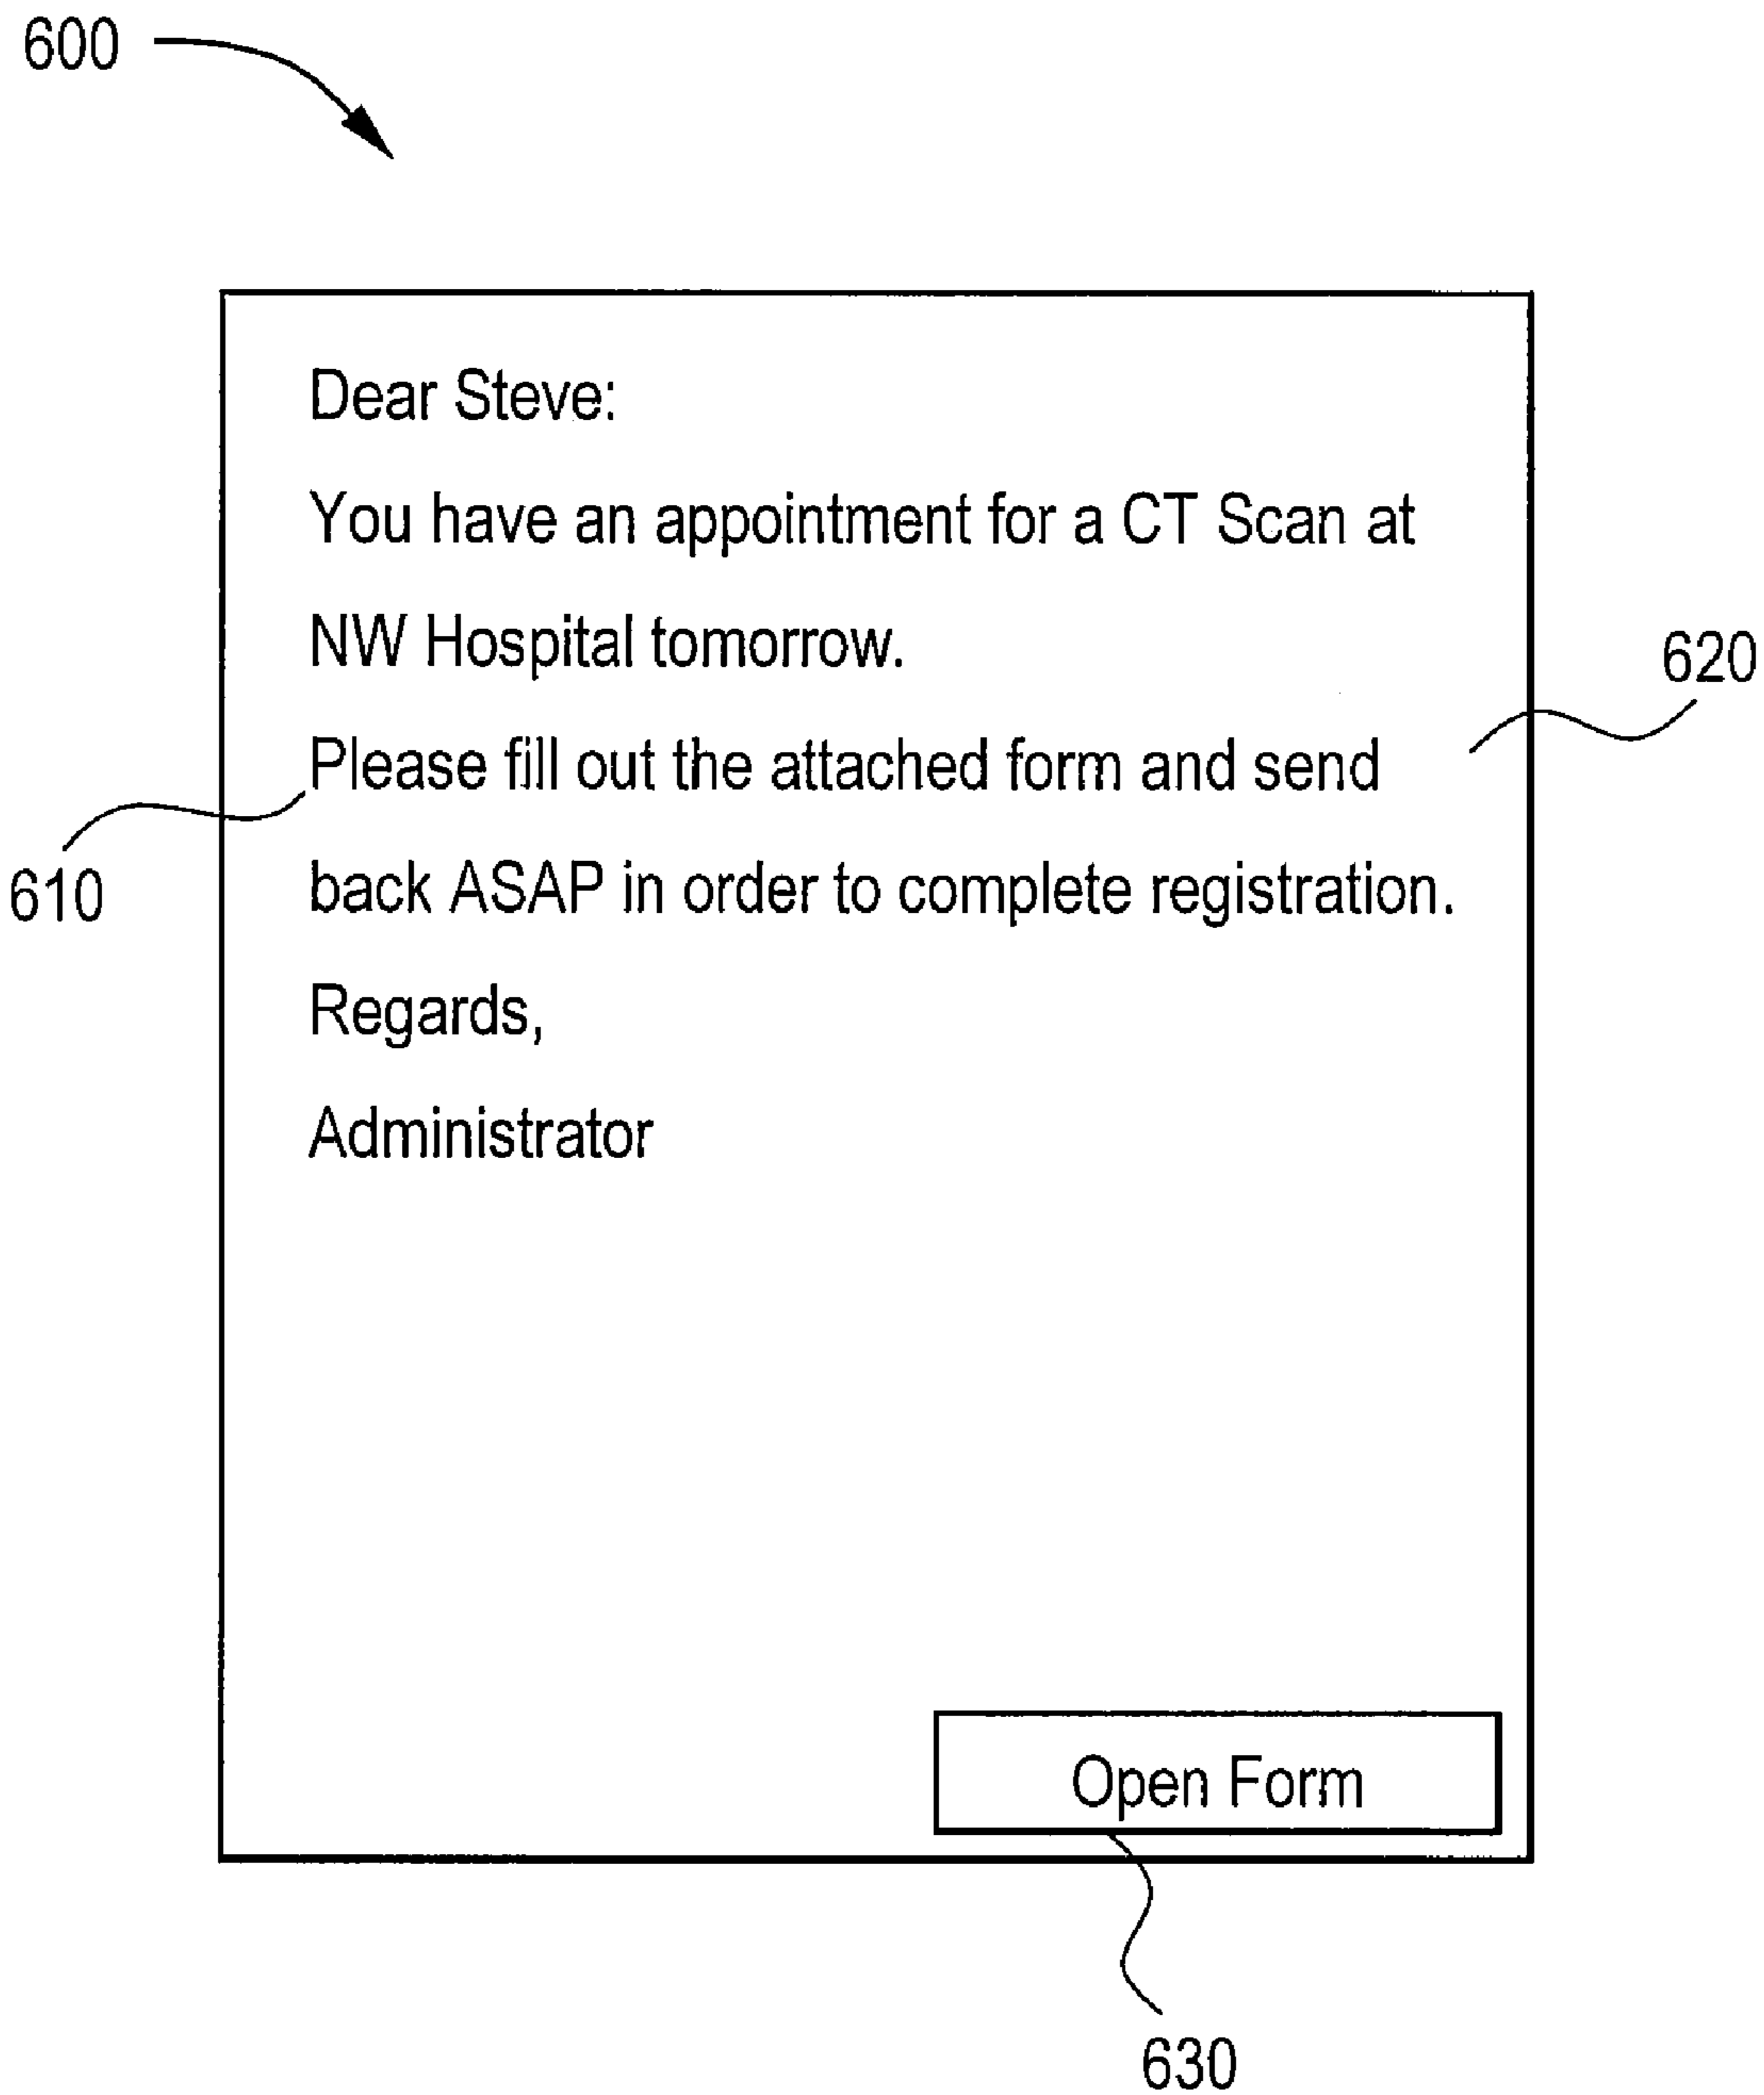 600
Dear Steve:
You have an appointment for a CT Scan at
NW Hospital tomorrow.
620
Please fill out the attached form and send
610
back ASAP in order to complete registration.
Regards,
Administrator
Open Form
630